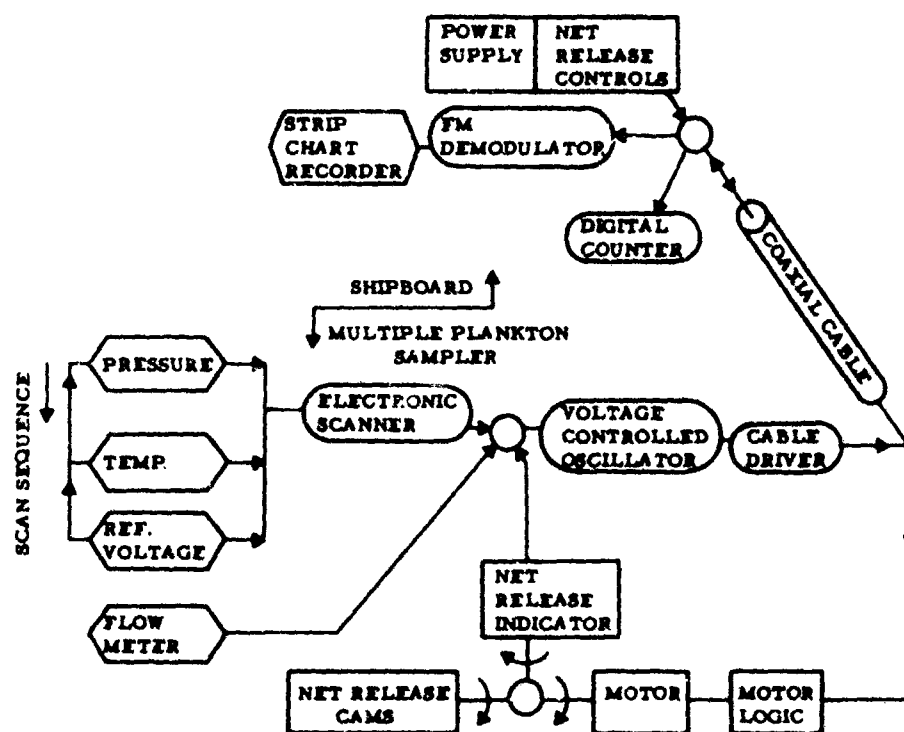 POWER
SUPPLY
NET
RELEASE
CONTROLS
STRIP
CHART
RECORDER
FM
DEMODULATOR
DIGITAL
COUNTER
COAXIAL CABLE
SHIPBOARD
MULTIPLE PLANKTON
SAMPLER
SCAN SEQUENCE
PRESSURE
TEMP.
REF.
VOLTAGE
FLOW
METER
ELECTRONIC
SCANNER
VOLTAGE
CONTROLLED
OSCILLATOR
CABLE
DRIVER
NET
RELEASE
INDICATOR
NET RELEASE
CAMS
MOTOR
MOTOR
LOGIC